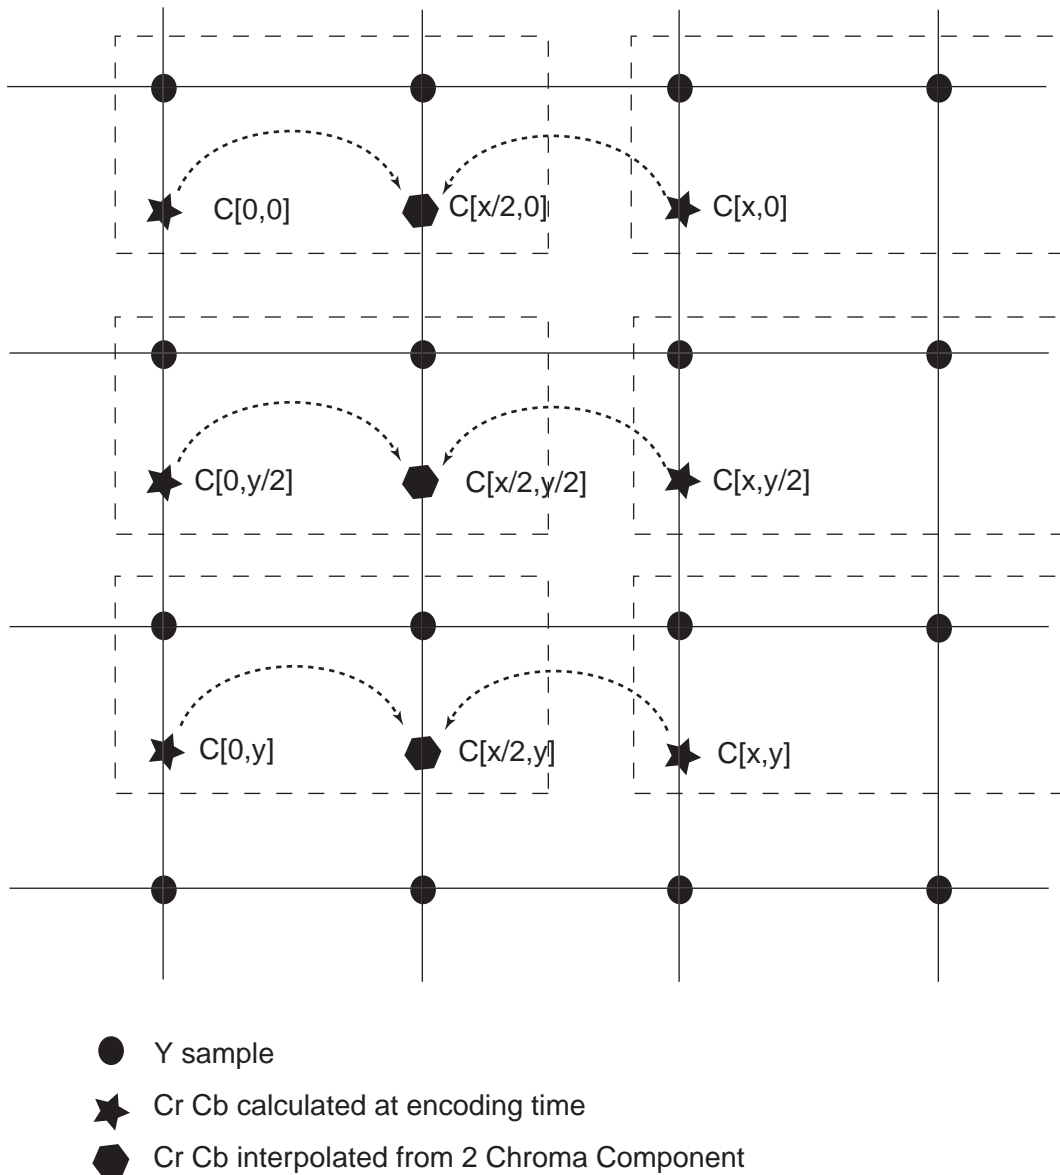 C[0,0] C[x/2,0] C[x,0]
C[0,y/2] C[x/2,y/2] C[x,y/2]
C[0,y] C[x/2,y] C[x,y]
Y sample
Cr Cb calculated at encoding time
Cr Cb interpolated from 2 Chroma Component